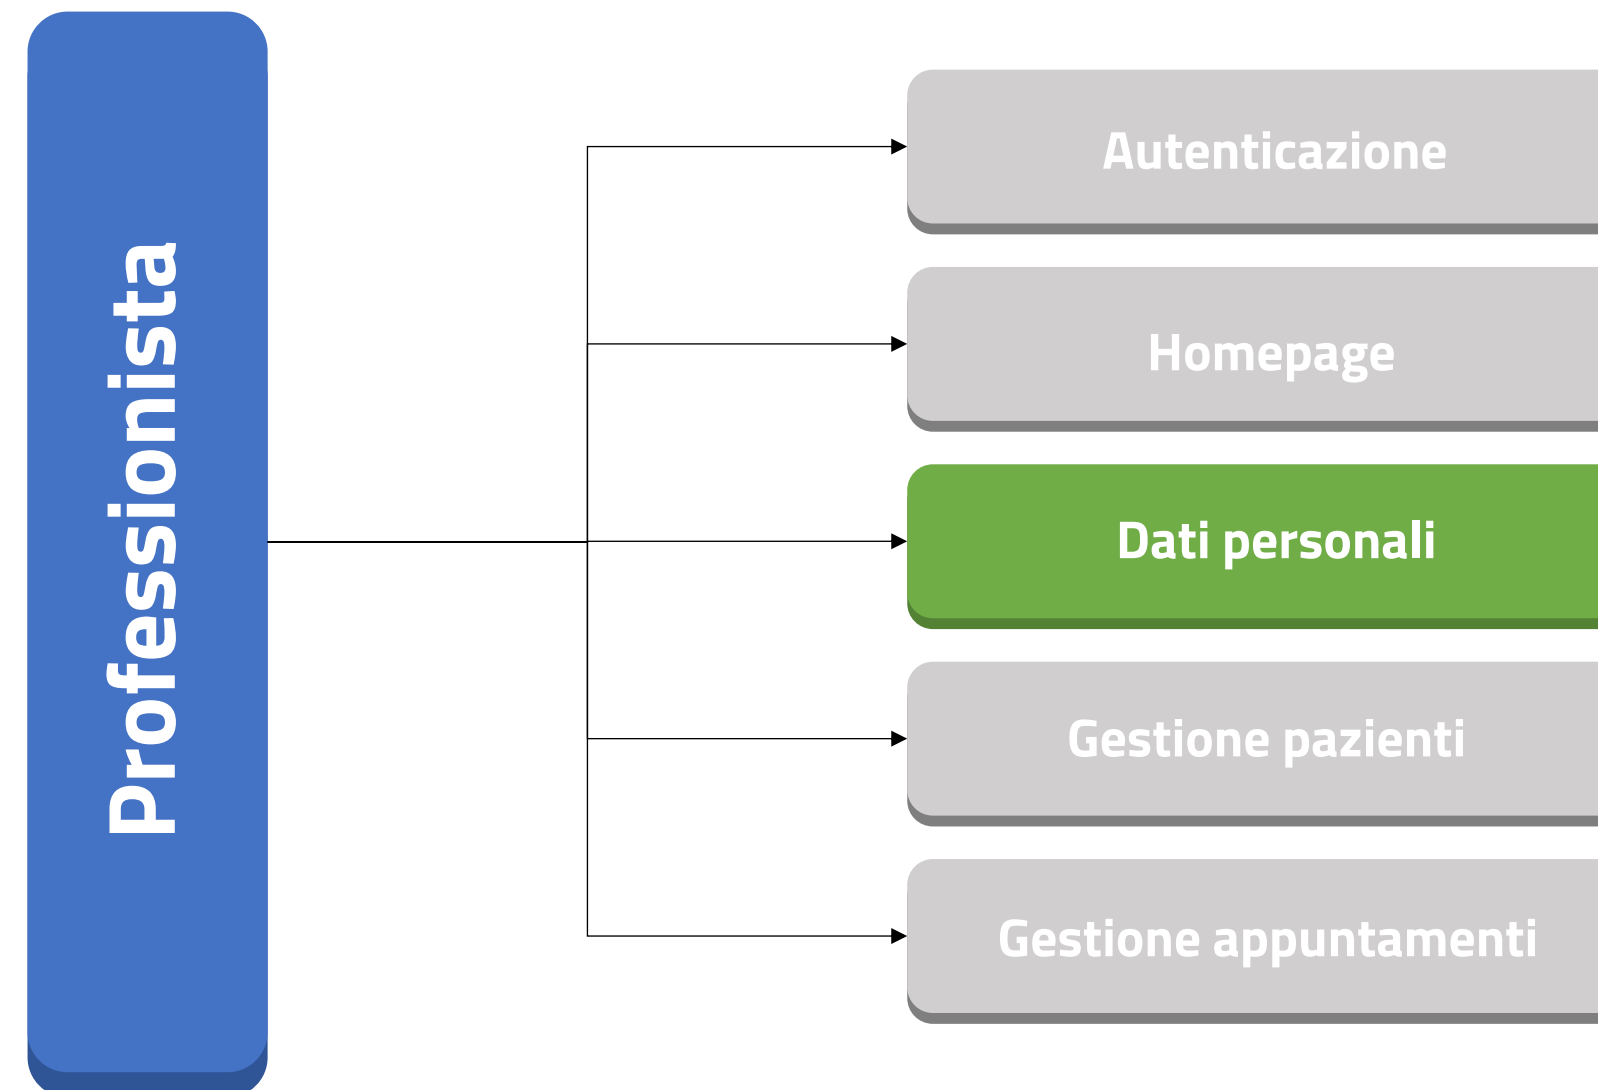 Professionista
Autenticazione
Homepage
Dati personali
Gestione pazienti
Gestione appuntamenti